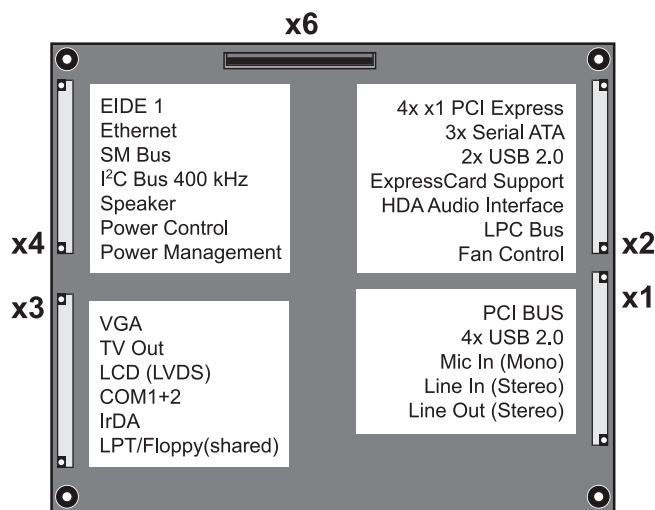 x6
EIDE 1
Ethernet
SM Bus
I²C Bus 400 kHz
Speaker
Power Control
Power Management
4x x1 PCI Express
3x Serial ATA
2x USB 2.0
ExpressCard Support
HDA Audio Interface
LPC Bus
Fan Control
x4
x2
x3
x1
VGA
TV Out
LCD (LVDS)
COM1+2
IrDA
LPT/Floppy(shared)
PCI BUS
4x USB 2.0
Mic In (Mono)
Line In (Stereo)
Line Out (Stereo)